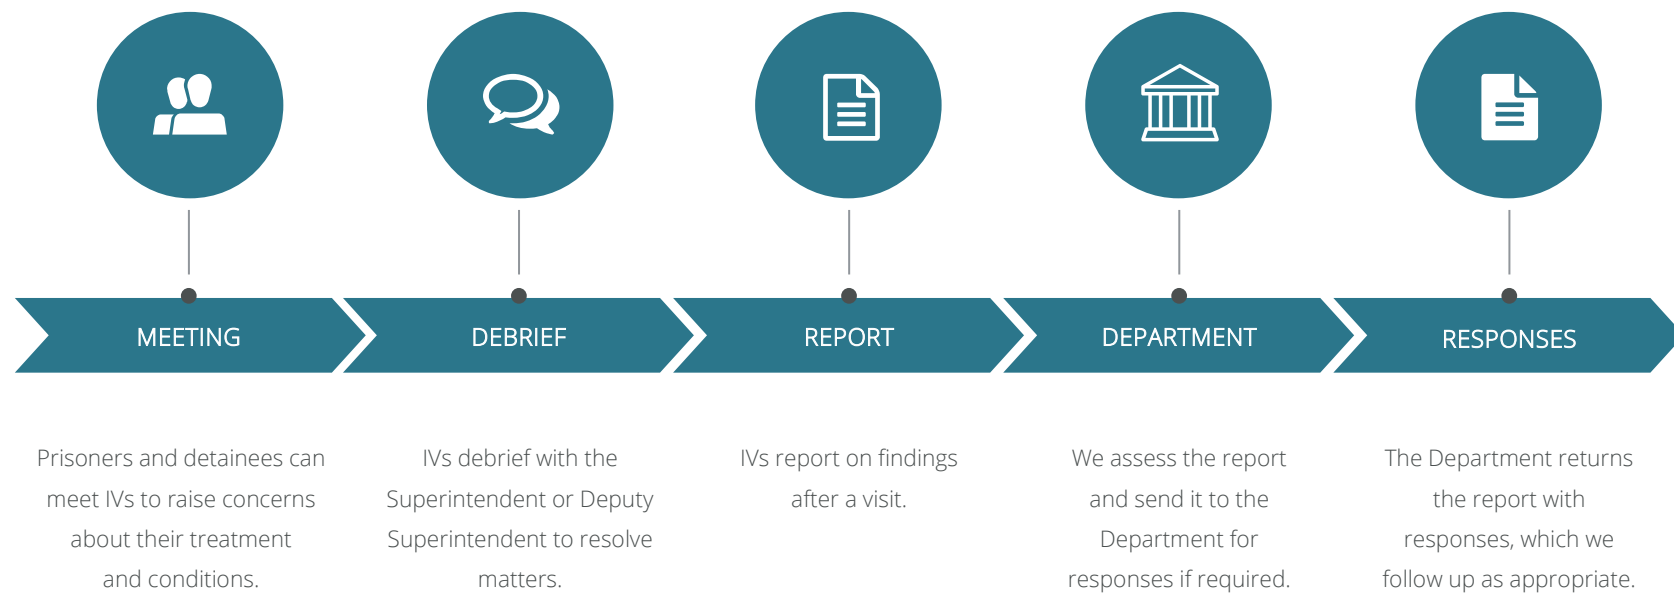 MEETING
DEBRIEF
REPORT
DEPARTMENT
RESPONSES
Prisoners and detainees can
meet IVs to raise concerns
about their treatment
and conditions.
IVs debrief with the
Superintendent or Deputy
Superintendent to resolve
matters.
IVs report on findings
after a visit.
We assess the report
and send it to the
Department for
responses if required.
The Department returns
the report with
responses, which we
follow up as appropriate.